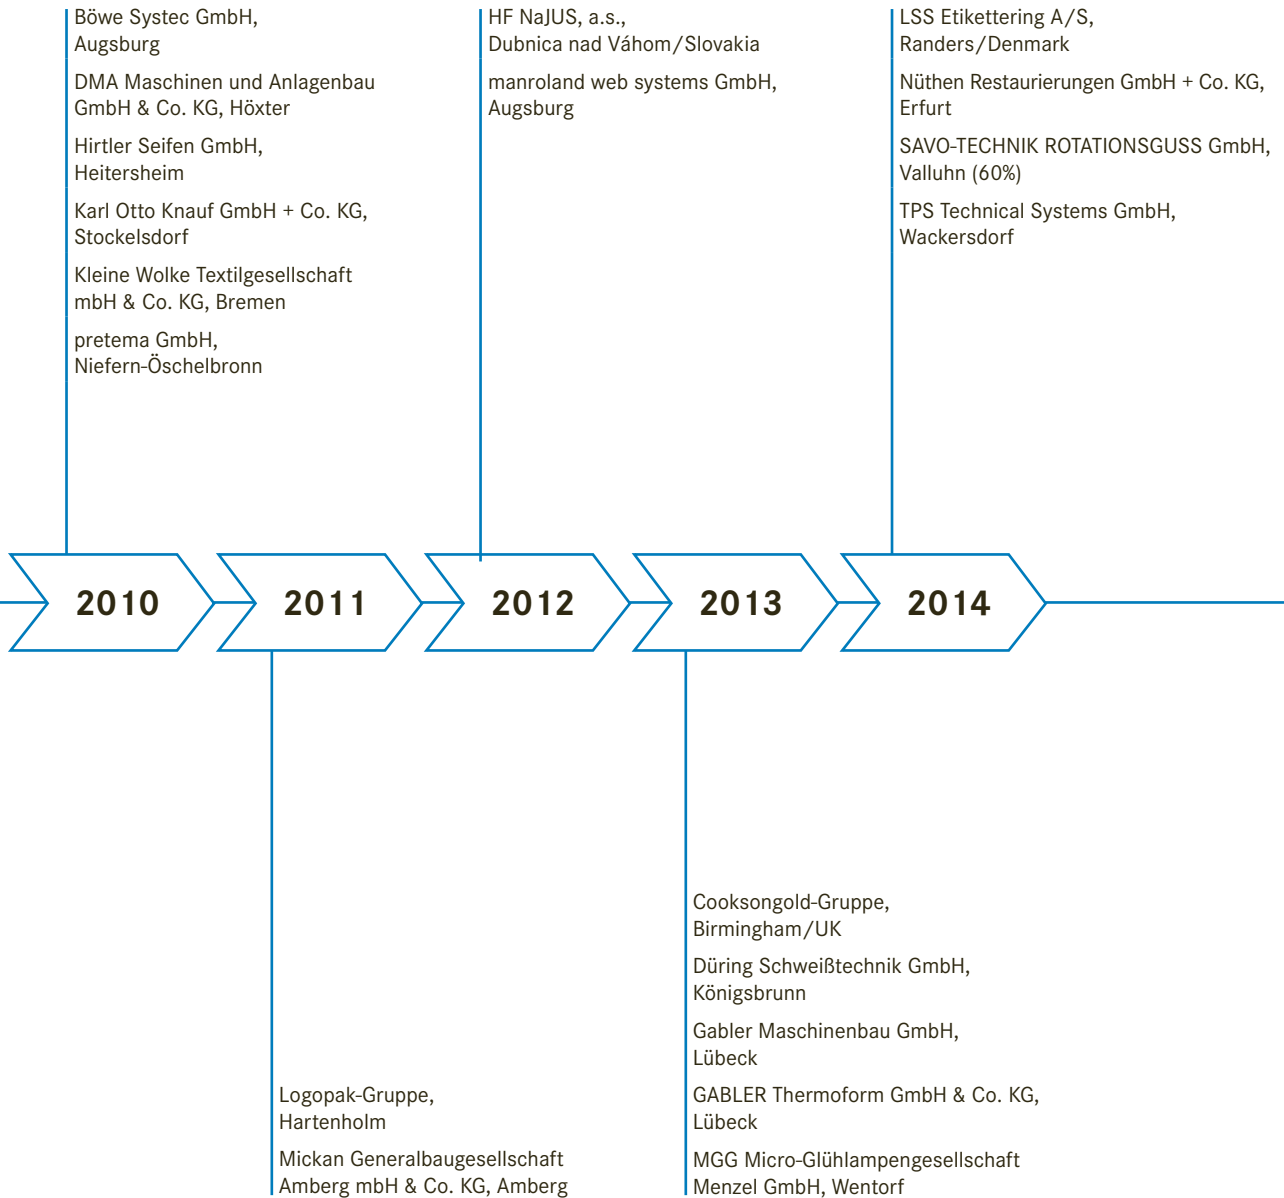 Böwe Systec GmbH,
Augsburg
DMA Maschinen und Anlagenbau
GmbH & Co. KG, Höxter
Hirtler Seifen GmbH,
Heitersheim
Karl Otto Knauf GmbH + Co. KG,
Stockelsdorf
Kleine Wolke Textilgesellschaft
mbH & Co. KG, Bremen
pretema GmbH,
Niefern-Öschelbronn
HF NaJUS, a.s.,
Dubnica nad Váhom/Slovakia
manroland web systems GmbH,
Augsburg
LSS Etikettering A/S,
Randers/Denmark
Nüthen Restaurierungen GmbH + Co. KG,
Erfurt
SAVO-TECHNIK ROTATIONSGUSS GmbH,
Valluhn (60%)
TPS Technical Systems GmbH,
Wackersdorf
2010
2011
2012
2013
2014
Logopak-Gruppe,
Hartenholm
Mickan Generalbaugesellschaft
Amberg mbH & Co. KG, Amberg
Cooksongold-Gruppe,
Birmingham/UK
Düring Schweißtechnik GmbH,
Königsbrunn
Gabler Maschinenbau GmbH,
Lübeck
GABLER Thermoform GmbH & Co. KG,
Lübeck
MGG Micro-Glühlampengesellschaft
Menzel GmbH, Wentorf